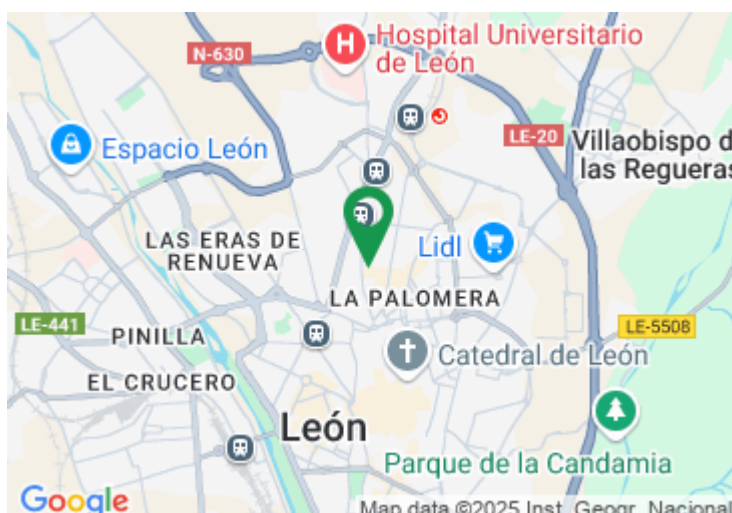 N-630
H
Hospital Universitario
de León
LE-20
Villaobispo d
las Regueras
Espacio León
LAS ERAS DE
RENUEVA
Lidl
LA PALOMERA
LE-441
PINILLA
LE-5508
Catedral de León
EL CRUCERO
León
Parque de la Candamia
Google
Map data ©2025 Inst. Geogr. Nacional